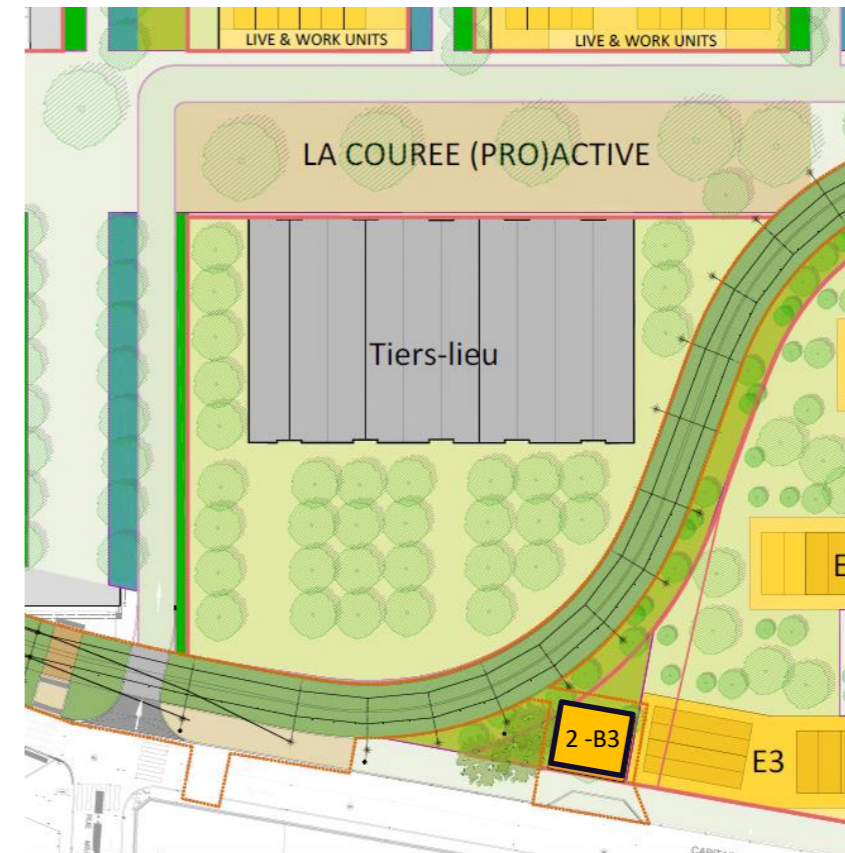 LIVE & WORK UNITS
LIVE & WORK UNITS
LA COUREE (PRO)ACTIVE
Tiers-lieu
E
2 -B3
E3